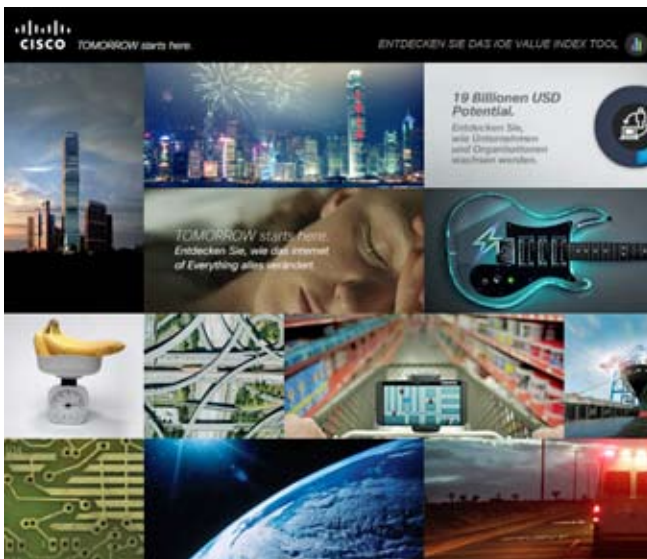 CISCO TOMORROW starts here.
ENTDECKEN SIE DAS IOE VALUE INDEX TOOL
19 Billionen USD
Potential.
Entdecken Sie,
wie Unternehmen
und Organisationen
wachsen werden.
TOMORROW starts here.
Entdecken Sie, wie das Internet
of Everything alles verändert